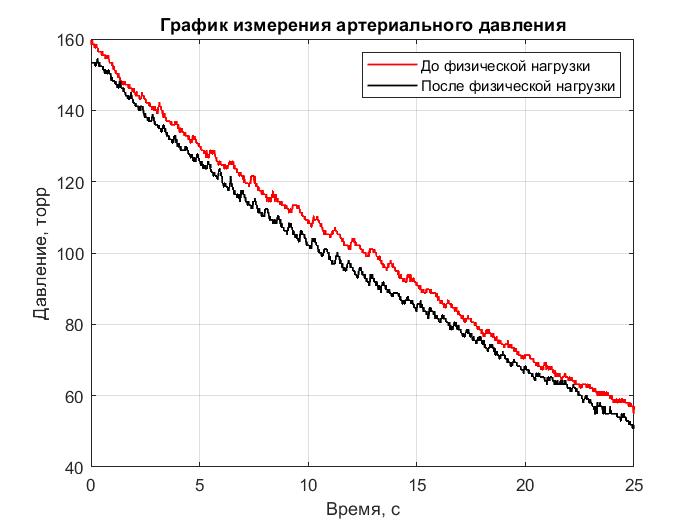 График измерения артериального давления
До физической нагрузки
После физической нагрузки
Давление, торр
160
140
120
100
80
60
40
0 5 10 15 20 25
Время, с